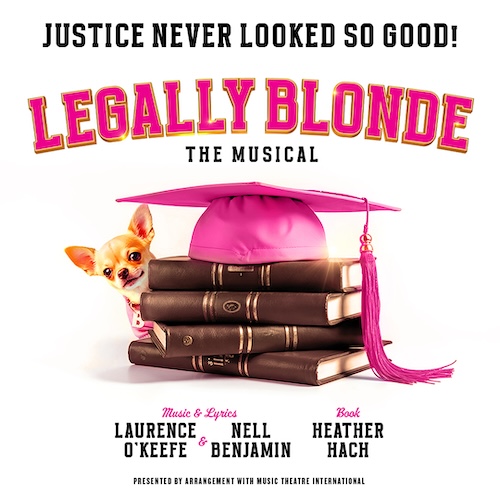 JUSTICE NEVER LOOKED SO GOOD!
LEGALLY BLONDE
THE MUSICAL
Music & Lyrics
LAURENCE O'KEEFE & NELL BENJAMIN
Book
HEATHER HACH
PRESENTED BY ARRANGEMENT WITH MUSIC THEATRE INTERNATIONAL